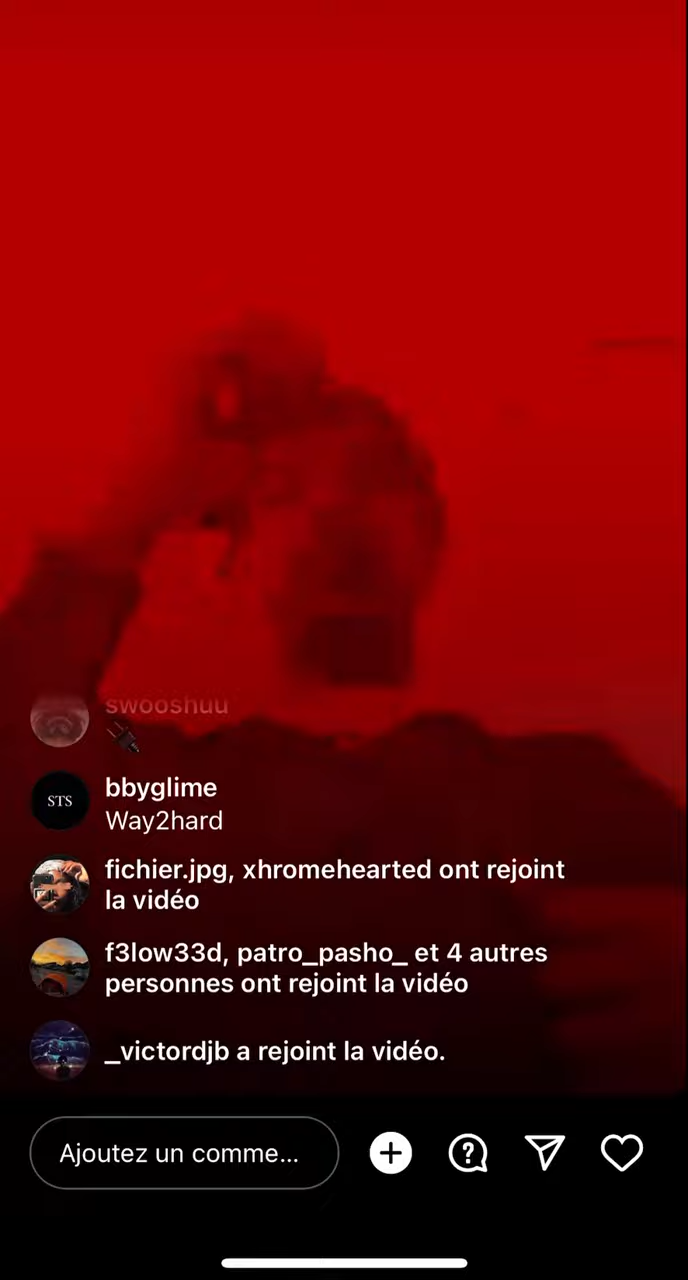 swooshuu
🔌
STS
bbyglime
Way2hard
fichier.jpg, xhromehearted ont rejoint
la vidéo
f3low33d, patro_pasho_ et 4 autres
personnes ont rejoint la vidéo
_victordjb a rejoint la vidéo.
Ajoutez un comme...